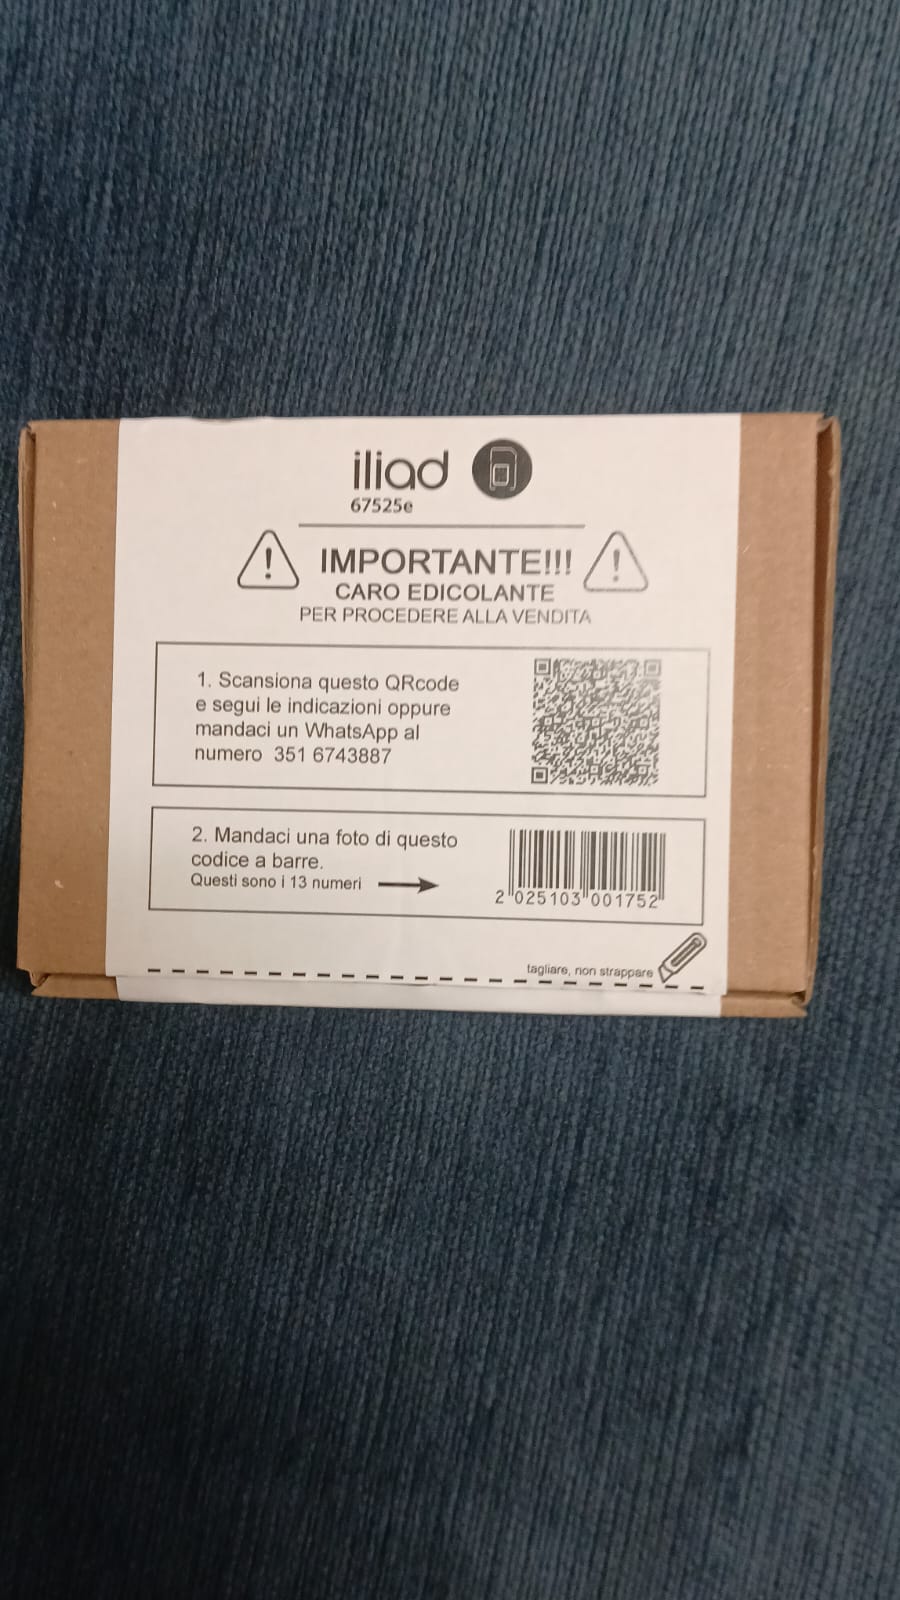 iliad
67525e
IMPORTANTE!!!
CARO EDICOLANTE
PER PROCEDERE ALLA VENDITA
1. Scansiona questo QRcode
e segui le indicazioni oppure
mandaci un WhatsApp al
numero 351 6743887
2. Mandaci una foto di questo
codice a barre.
Questi sono i 13 numeri
2 025103 001752
tagliare, non strappare